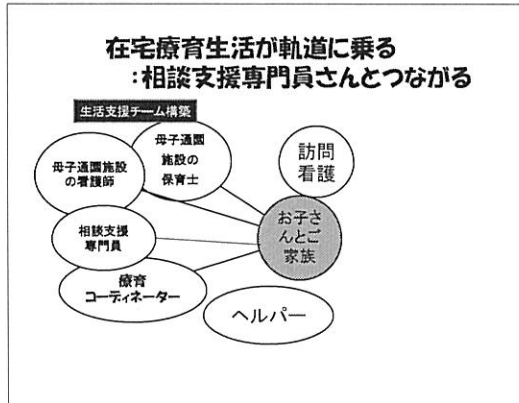 在宅療育生活が軌道に乗る
：相談支援専門員さんとつながる
生活支援チーム構築
母子通園
施設の
保育士
母子通園施設
の看護師
相談支援
専門員
療育
コーディネーター
訪問
看護
お子さ
んとご
家族
ヘルパー